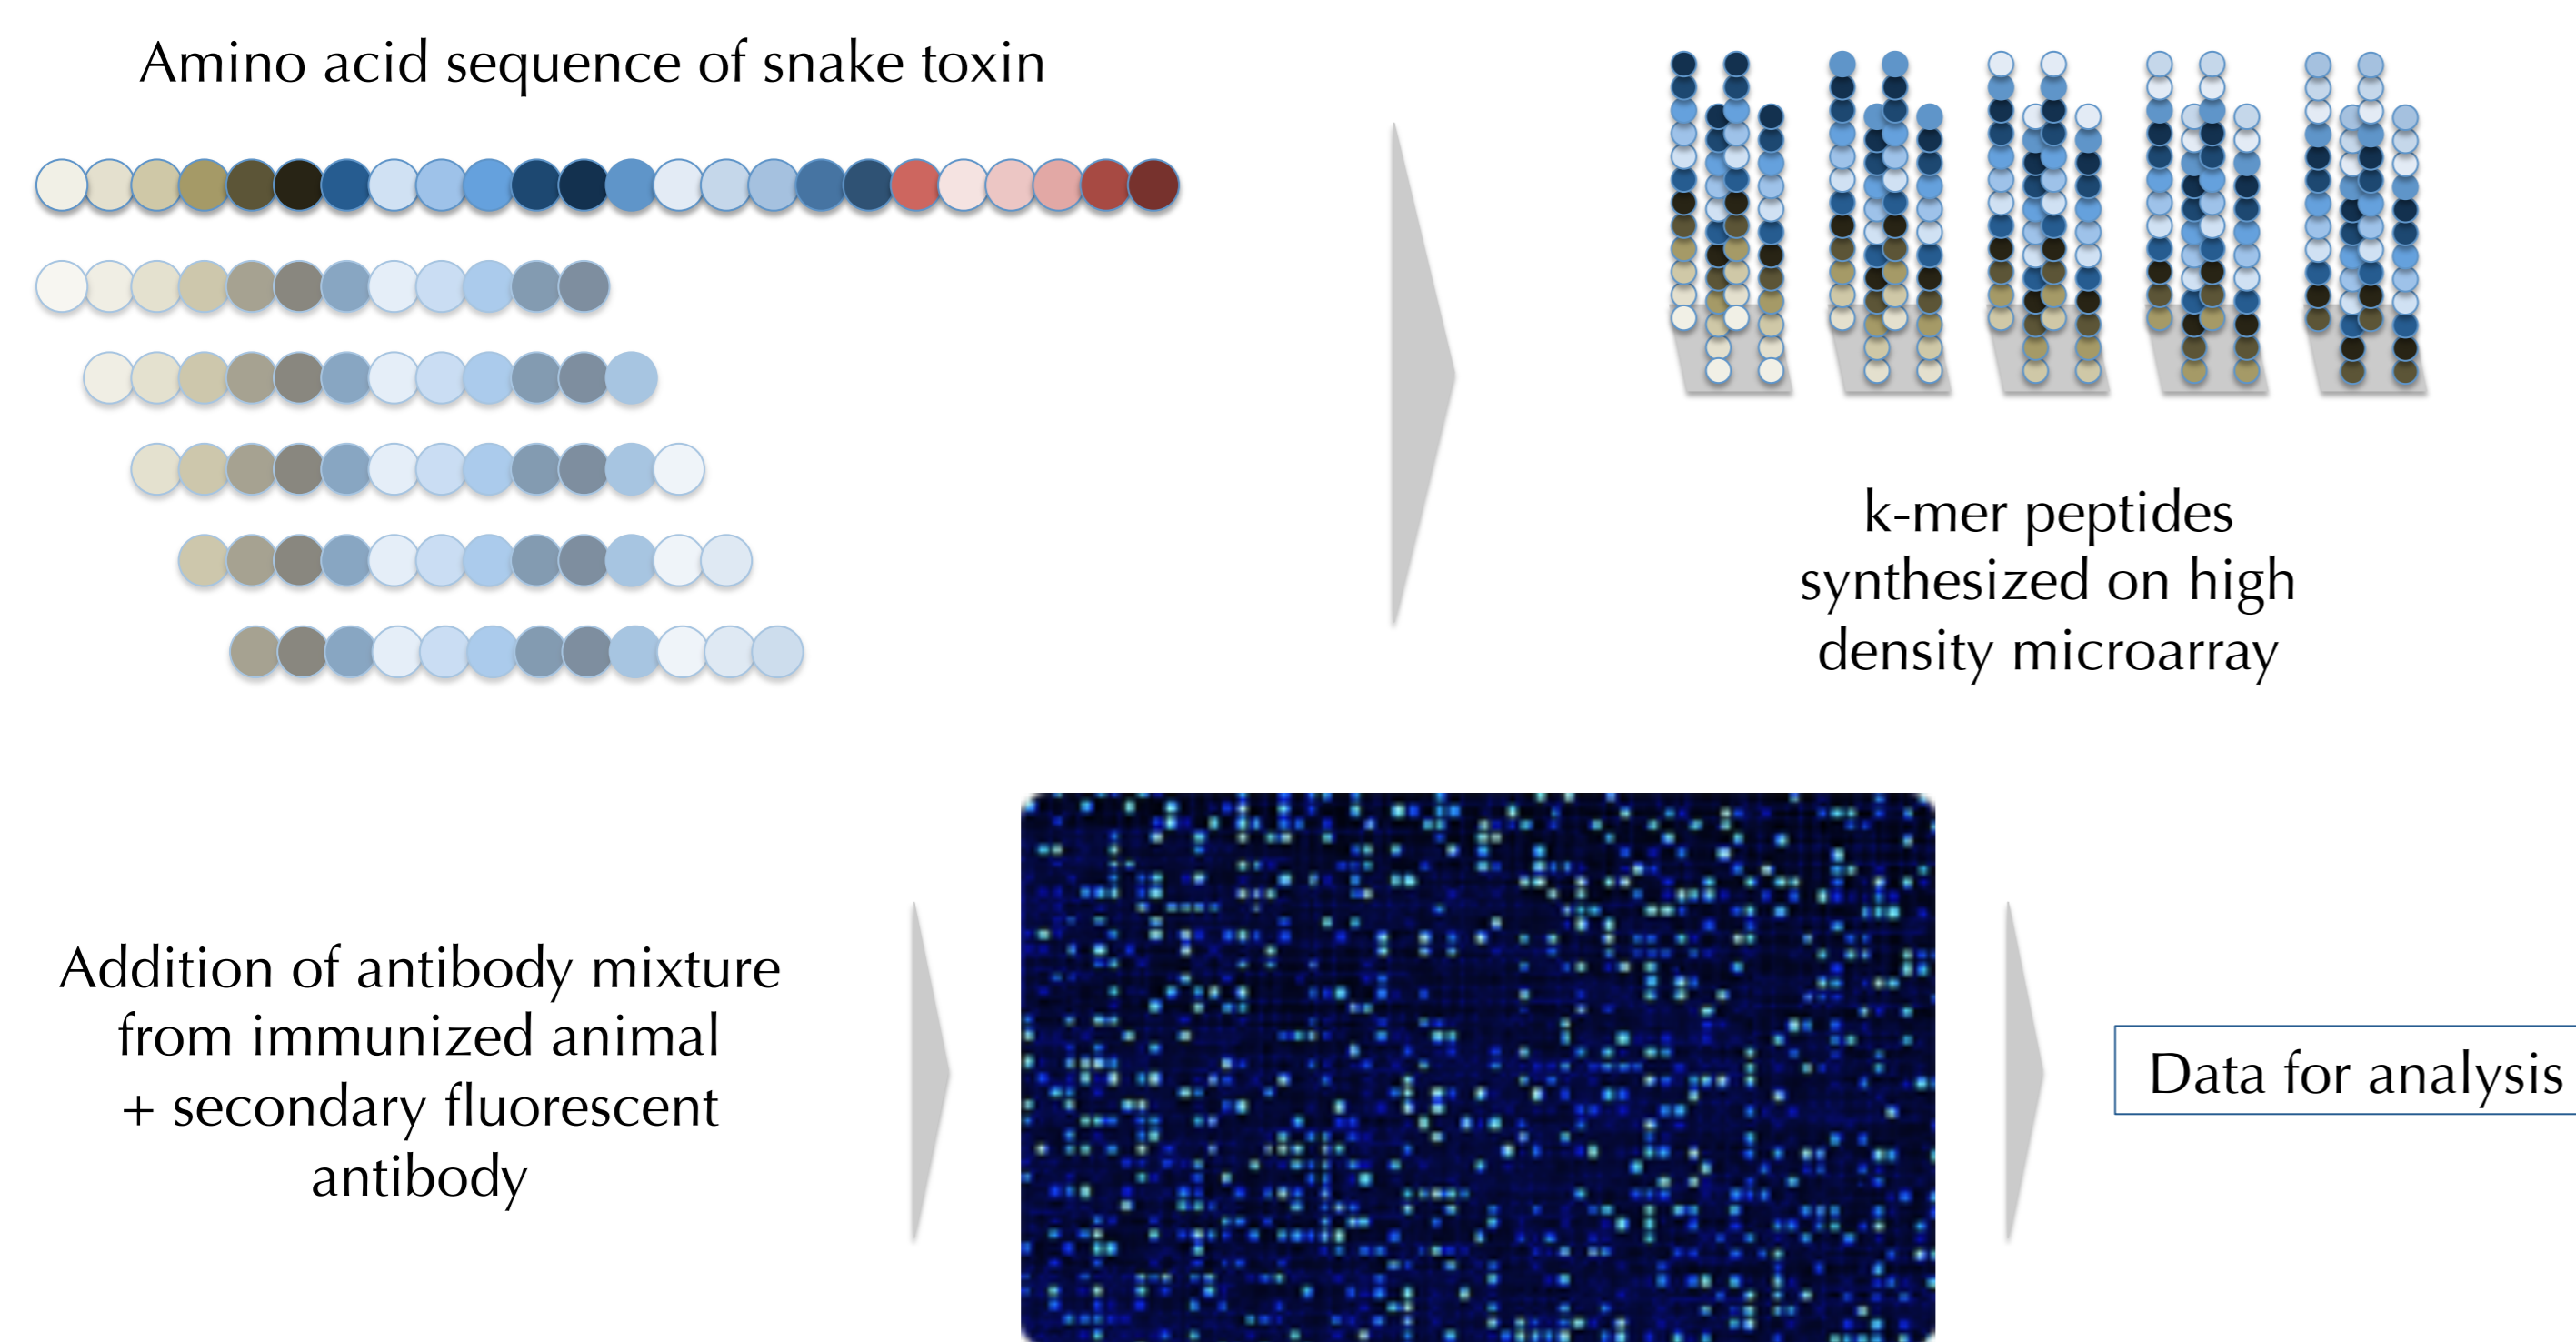 Amino acid sequence of snake toxin
k-mer peptides
synthesized on high
density microarray
Addition of antibody mixture
from immunized animal
+ secondary fluorescent
antibody
Data for analysis